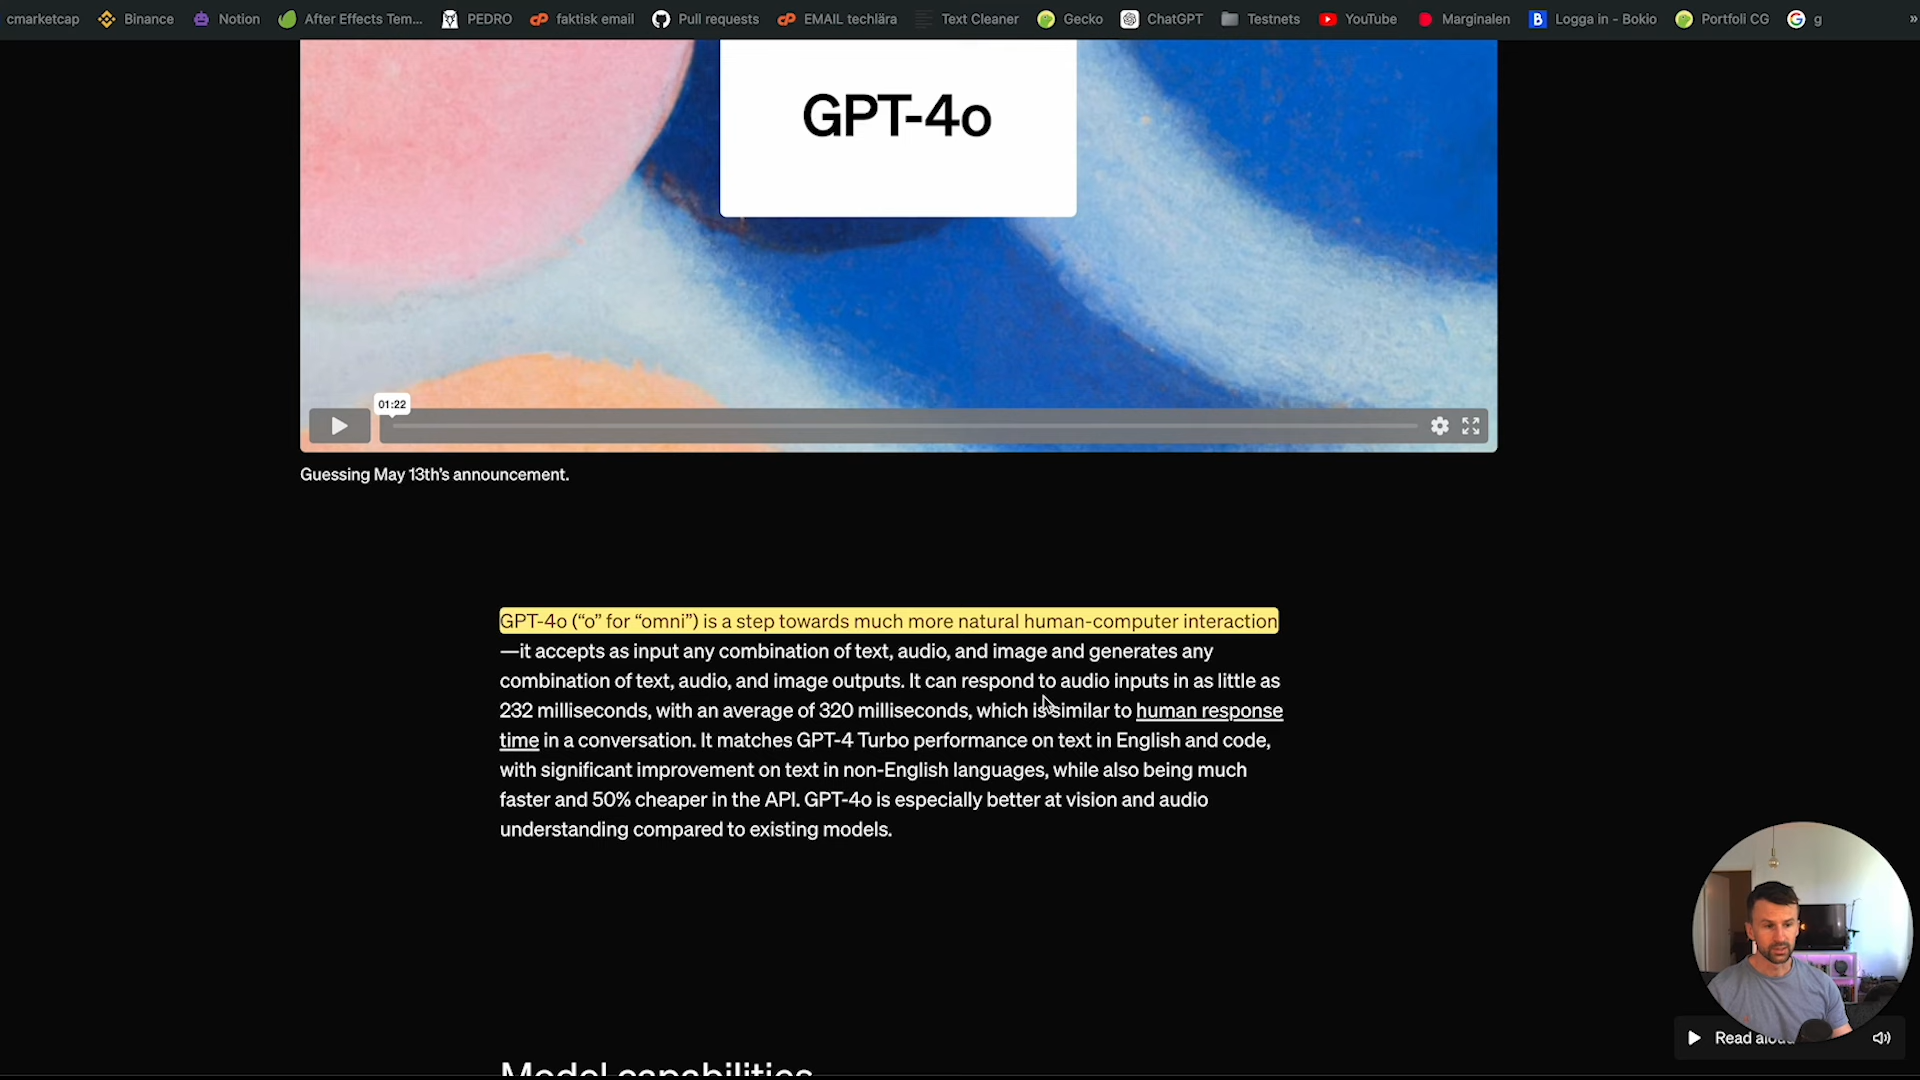 cmarketcap Binance Notion After Effects Tem... PEDRO faktisk email Pull requests EMAIL techlära Text Cleaner Gecko ChatGPT Testnets YouTube Marginalen B Logga in - Bokio Portfoli CG G g »
GPT-4o
01:22
Guessing May 13th’s announcement.
GPT-4o (“o” for “omni”) is a step towards much more natural human-computer interaction
—it accepts as input any combination of text, audio, and image and generates any
combination of text, audio, and image outputs. It can respond to audio inputs in as little as
232 milliseconds, with an average of 320 milliseconds, which is similar to human response
time in a conversation. It matches GPT-4 Turbo performance on text in English and code,
with significant improvement on text in non-English languages, while also being much
faster and 50% cheaper in the API. GPT-4o is especially better at vision and audio
understanding compared to existing models.
Read aloud
Model capabilities